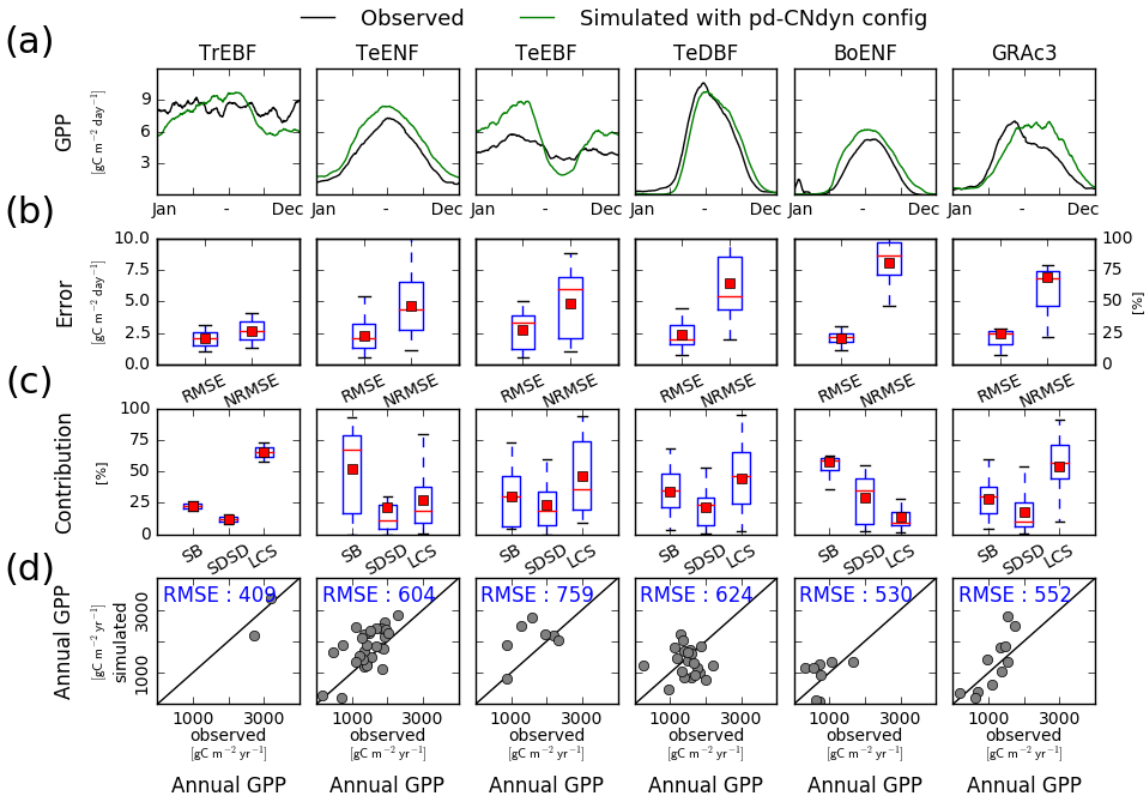 Observed Simulated with pd-CNdyn config
(a)
TrEBF TeENF TeEBF TeDBF BoENF GRAc3
GPP
[gC m⁻² day⁻¹]
9
6
3
Jan - Dec Jan - Dec Jan - Dec Jan - Dec Jan - Dec Jan - Dec
(b)
Error
[gC m⁻² day⁻¹]
10.0
7.5
5.0
2.5
0.0
100
75
50
25
0
[%]
RMSE NRMSE RMSE NRMSE RMSE NRMSE RMSE NRMSE RMSE NRMSE RMSE NRMSE
(c)
Contribution
[%]
100
75
50
25
0
SB SDSD LCS SB SDSD LCS SB SDSD LCS SB SDSD LCS SB SDSD LCS SB SDSD LCS
(d)
Annual GPP
[gC m⁻² yr⁻¹]
simulated
3000
1000
RMSE : 409 RMSE : 604 RMSE : 759 RMSE : 624 RMSE : 530 RMSE : 552
1000 3000 1000 3000 1000 3000 1000 3000 1000 3000 1000 3000
observed observed observed observed observed observed
[gC m⁻² yr⁻¹] [gC m⁻² yr⁻¹] [gC m⁻² yr⁻¹] [gC m⁻² yr⁻¹] [gC m⁻² yr⁻¹] [gC m⁻² yr⁻¹]
Annual GPP Annual GPP Annual GPP Annual GPP Annual GPP Annual GPP